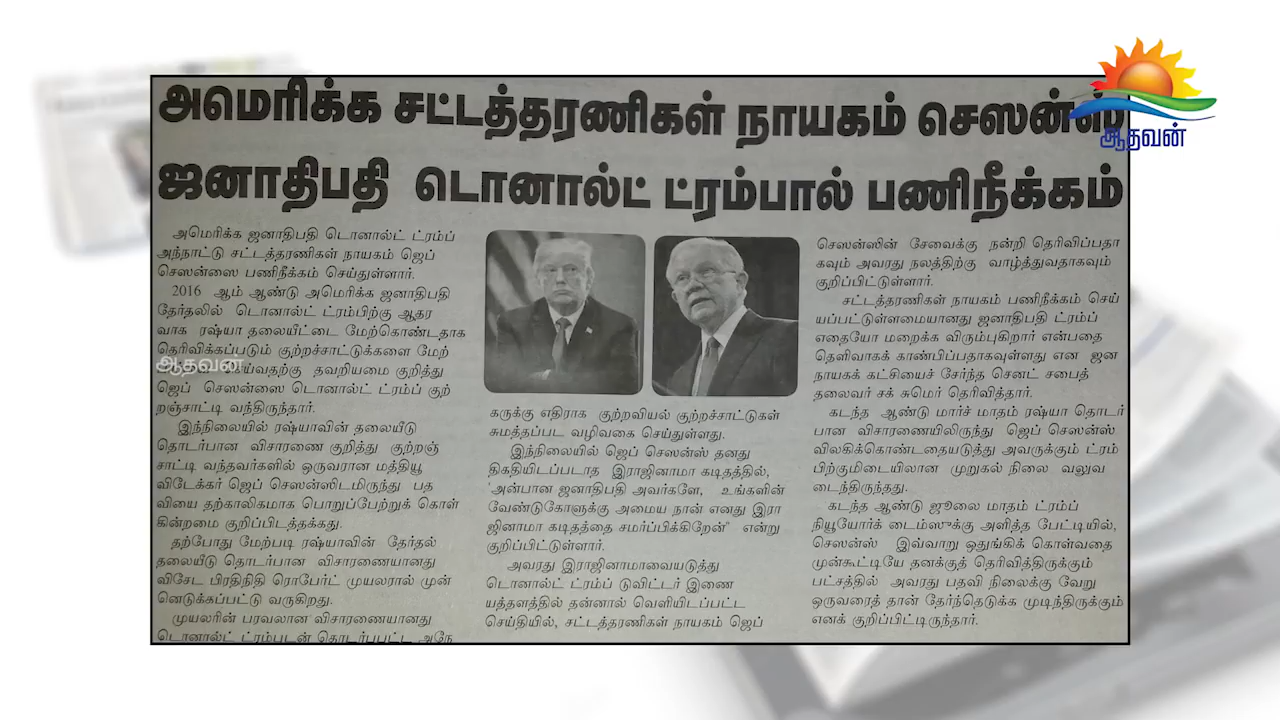 அமெரிக்க சட்டத்தரணிகள் நாயகம் செஸன்ஸ்
ஜனாதிபதி டொனால்ட் ட்ரம்பால் பணிநீக்கம்
ஆதவன்
அமெரிக்க ஜனாதிபதி டொனால்ட் ட்ரம்ப்
அந்நாட்டு சட்டத்தரணிகள் நாயகம் ஜெப்
செஸன்ஸை பணிநீக்கம் செய்துள்ளார்.
2016 ஆம் ஆண்டு அமெரிக்க ஜனாதிபதி
தேர்தலில் டொனால்ட் ட்ரம்பிற்கு ஆதர
வாக ரஷ்யா தலையீட்டை மேற்கொண்டதாக
தெரிவிக்கப்படும் குற்றச்சாட்டுக்களை மேற்
ஆதவன்
தவறியமை குறித்து
ஜெப் செஸன்ஸை டொனால்ட் ட்ரம்ப் குற்
றஞ்சாட்டி வந்திருந்தார்.
இந்நிலையில் ரஷ்யாவின் தலையீடு
தொடர்பான விசாரணை குறித்து குற்றஞ்
சாட்டி வந்தவர்களில் ஒருவரான மத்தியூ
விடேக்கர் ஜெப் செஸன்ஸிடமிருந்து பத
வியை தற்காலிகமாக பொறுப்பேற்றுக் கொள்
கின்றமை குறிப்பிடத்தக்கது.
தற்போது மேற்படி ரஷ்யாவின் தேர்தல்
தலையீடு தொடர்பான விசாரணையானது
விசேட பிரதிநிதி ரொபேர்ட் முயலரால் முன்
னெடுக்கப்பட்டு வருகிறது.
முயலரின் பரவலான விசாரணையானது
டொனால்ட் ட்ரம்புடன் தொடர்புபட்ட அநே
கருக்கு எதிராக குற்றவியல் குற்றச்சாட்டுகள்
சுமத்தப்பட வழிவகை செய்துள்ளது.
இந்நிலையில் ஜெப் செஸன்ஸ் தனது
திகதியிடப்படாத இராஜினாமா கடிதத்தில்,
'அன்பான ஜனாதிபதி அவர்களே, உங்களின்
வேண்டுகோளுக்கு அமைய நான் எனது இரா
ஜினாமா கடிதத்தை சமர்ப்பிக்கிறேன்" என்று
குறிப்பிட்டுள்ளார்.
அவரது இராஜினாமாவையடுத்து
டொனால்ட் ட்ரம்ப் டுவிட்டர் இணை
யத்தளத்தில் தன்னால் வெளியிடப்பட்ட
செய்தியில், சட்டத்தரணிகள் நாயகம் ஜெப்
செஸன்ஸின் சேவைக்கு நன்றி தெரிவிப்பதா
கவும் அவரது நலத்திற்கு வாழ்த்துவதாகவும்
குறிப்பிட்டுள்ளார்.
சட்டத்தரணிகள் நாயகம் பணிநீக்கம் செய்
யப்பட்டுள்ளமையானது ஜனாதிபதி ட்ரம்ப்
எதையோ மறைக்க விரும்புகிறார் என்பதை
தெளிவாகக் காண்பிப்பதாகவுள்ளது என ஜன
நாயகக் கட்சியைச் சேர்ந்த செனட் சபைத்
தலைவர் சக் சுமெர் தெரிவித்தார்.
கடந்த ஆண்டு மார்ச் மாதம் ரஷ்யா தொடர்
பான விசாரணையிலிருந்து ஜெப் செஸன்ஸ்
விலகிக்கொண்டதையடுத்து அவருக்கும் ட்ரம்
பிற்குமிடையிலான முறுகல் நிலை வலுவ
டைந்திருந்தது.
கடந்த ஆண்டு ஜூலை மாதம் ட்ரம்ப்
நியூயோர்க் டைம்ஸுக்கு அளித்த பேட்டியில்,
செஸன்ஸ் இவ்வாறு ஒதுங்கிக் கொள்வதை
முன்கூட்டியே தனக்குத் தெரிவித்திருக்கும்
பட்சத்தில் அவரது பதவி நிலைக்கு வேறு
ஒருவரைத் தான் தேர்ந்தெடுக்க முடிந்திருக்கும்
எனக் குறிப்பிட்டிருந்தார்.